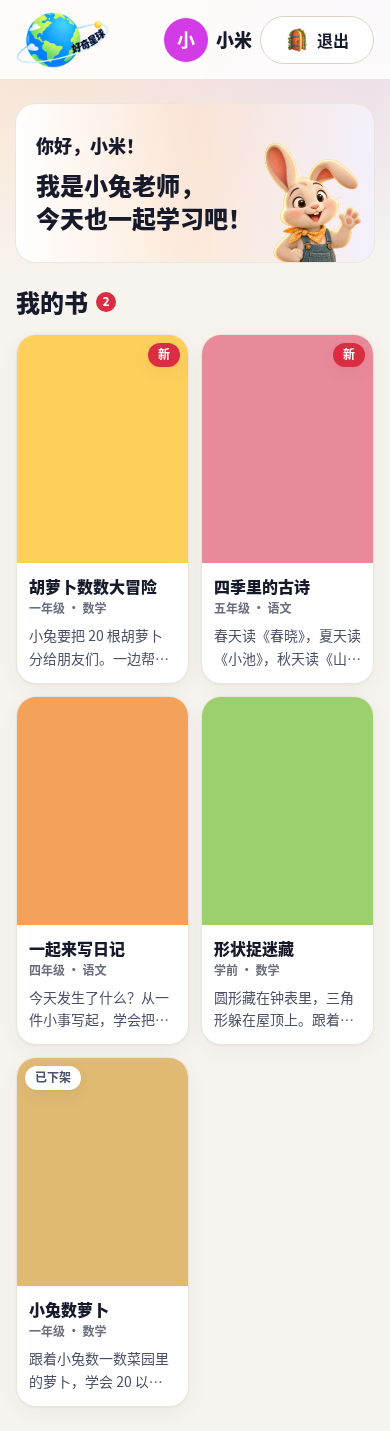 好奇星球
小
小米
退出
你好，小米！
我是小兔老师，
今天也一起学习吧！
我的书
2
新
胡萝卜数数大冒险
一年级 · 数学
小兔要把 20 根胡萝卜
分给朋友们。一边帮…
新
四季里的古诗
五年级 · 语文
春天读《春晓》，夏天读
《小池》，秋天读《山…
一起来写日记
四年级 · 语文
今天发生了什么？从一
件小事写起，学会把…
形状捉迷藏
学前 · 数学
圆形藏在钟表里，三角
形躲在屋顶上。跟着…
已下架
小兔数萝卜
一年级 · 数学
跟着小兔数一数菜园里
的萝卜，学会 20 以…